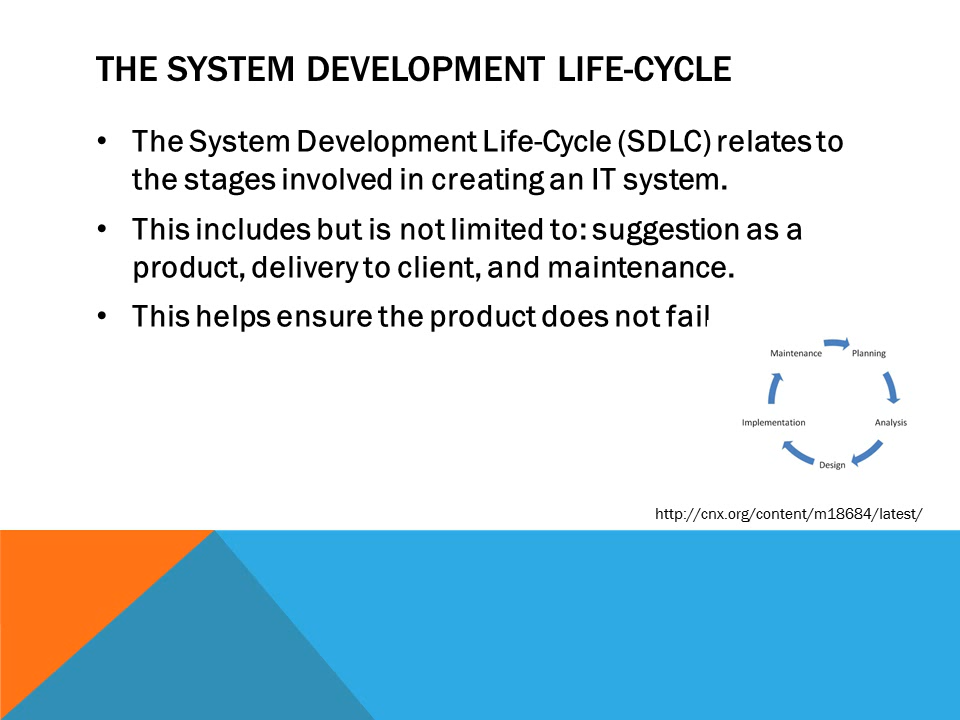 THE SYSTEM DEVELOPMENT LIFE-CYCLE
• The System Development Life-Cycle (SDLC) relates to
the stages involved in creating an IT system.
• This includes but is not limited to: suggestion as a
product, delivery to client, and maintenance.
• This helps ensure the product does not fail
Maintenance Planning
Implementation Analysis
Design
http://cnx.org/content/m18684/latest/